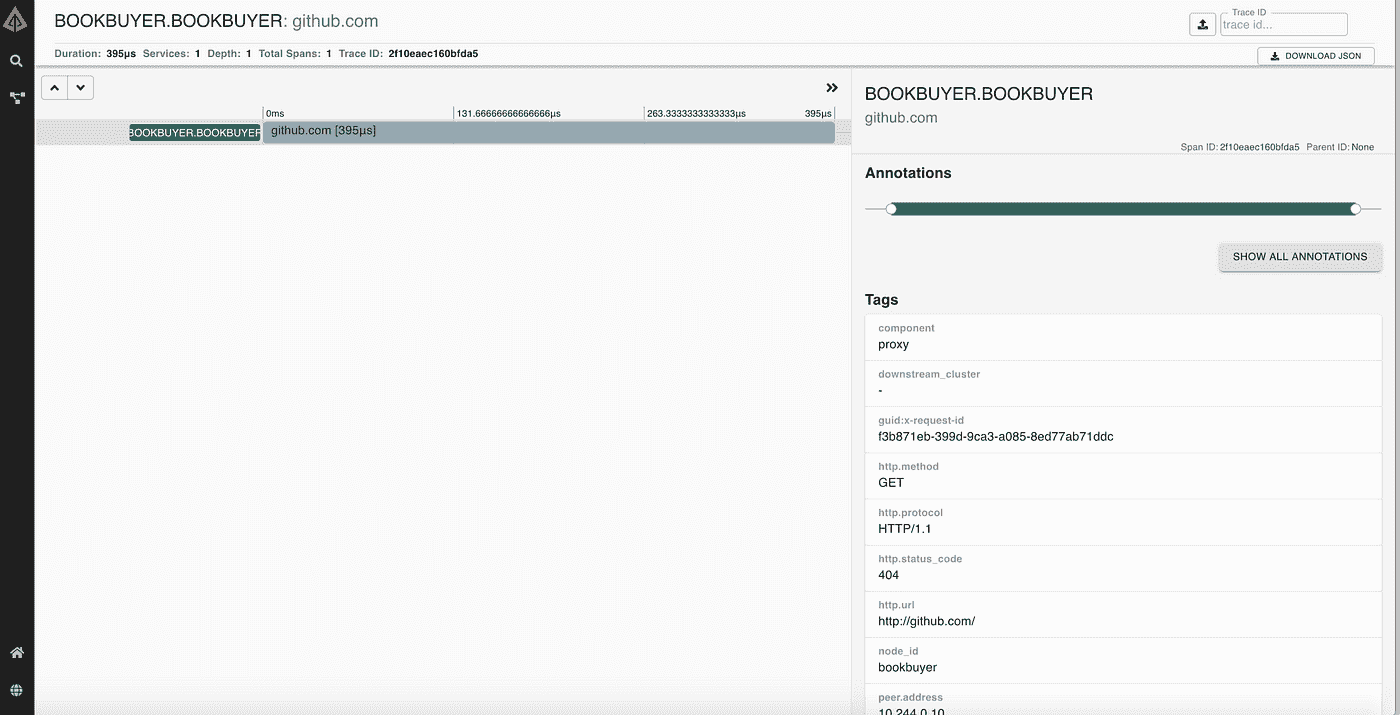 BOOKBUYER.BOOKBUYER: github.com
Trace ID
trace id...
Duration: 395µs Services: 1 Depth: 1 Total Spans: 1 Trace ID: 2f10eaec160bfda5
DOWNLOAD JSON
0ms 131.66666666666666µs 263.3333333333333µs 395µs
BOOKBUYER.BOOKBUYER github.com [395µs]
BOOKBUYER.BOOKBUYER
github.com
Span ID: 2f10eaec160bfda5 Parent ID: None
Annotations
SHOW ALL ANNOTATIONS
Tags
component
proxy
downstream_cluster
-
guid:x-request-id
f3b871eb-399d-9ca3-a085-8ed77ab71ddc
http.method
GET
http.protocol
HTTP/1.1
http.status_code
404
http.url
http://github.com/
node_id
bookbuyer
peer.address
10.244.0.10